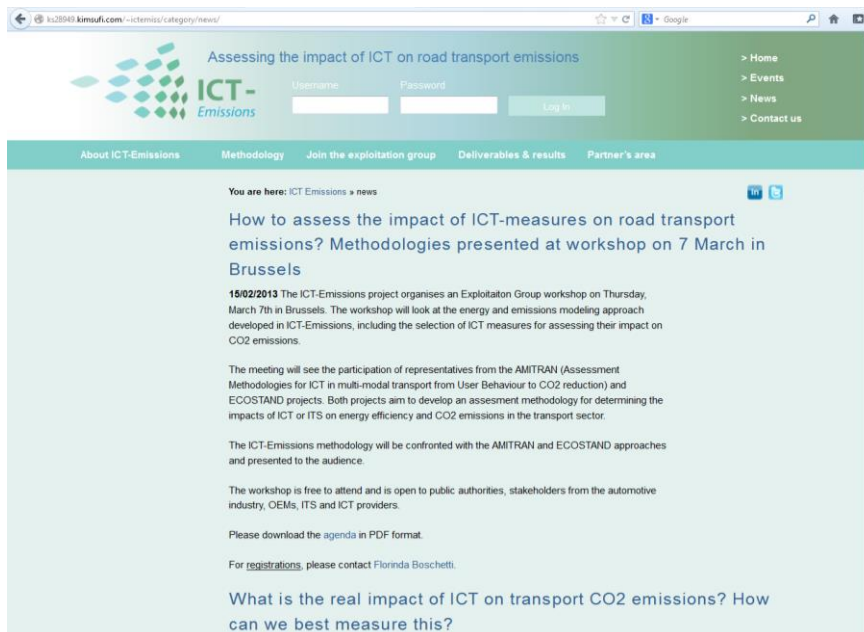 ks28949.kimsufi.com/~ictemiss/category/news/
Google
Assessing the impact of ICT on road transport emissions
ICT-
Emissions
Username
Password
Log In
> Home
> Events
> News
> Contact us
About ICT-Emissions
Methodology
Join the exploitation group
Deliverables & results
Partner's area
You are here: ICT Emissions » news
in
How to assess the impact of ICT-measures on road transport
emissions? Methodologies presented at workshop on 7 March in
Brussels
15/02/2013 The ICT-Emissions project organises an Exploitaiton Group workshop on Thursday,
March 7th in Brussels. The workshop will look at the energy and emissions modeling approach
developed in ICT-Emissions, including the selection of ICT measures for assessing their impact on
CO2 emissions.
The meeting will see the participation of representatives from the AMITRAN (Assessment
Methodologies for ICT in multi-modal transport from User Behaviour to CO2 reduction) and
ECOSTAND projects. Both projects aim to develop an assesment methodology for determining the
impacts of ICT or ITS on energy efficiency and CO2 emissions in the transport sector.
The ICT-Emissions methodology will be confronted with the AMITRAN and ECOSTAND approaches
and presented to the audience.
The workshop is free to attend and is open to public authorities, stakeholders from the automotive
industry, OEMs, ITS and ICT providers.
Please download the agenda in PDF format.
For registrations, please contact Florinda Boschetti.
What is the real impact of ICT on transport CO2 emissions? How
can we best measure this?